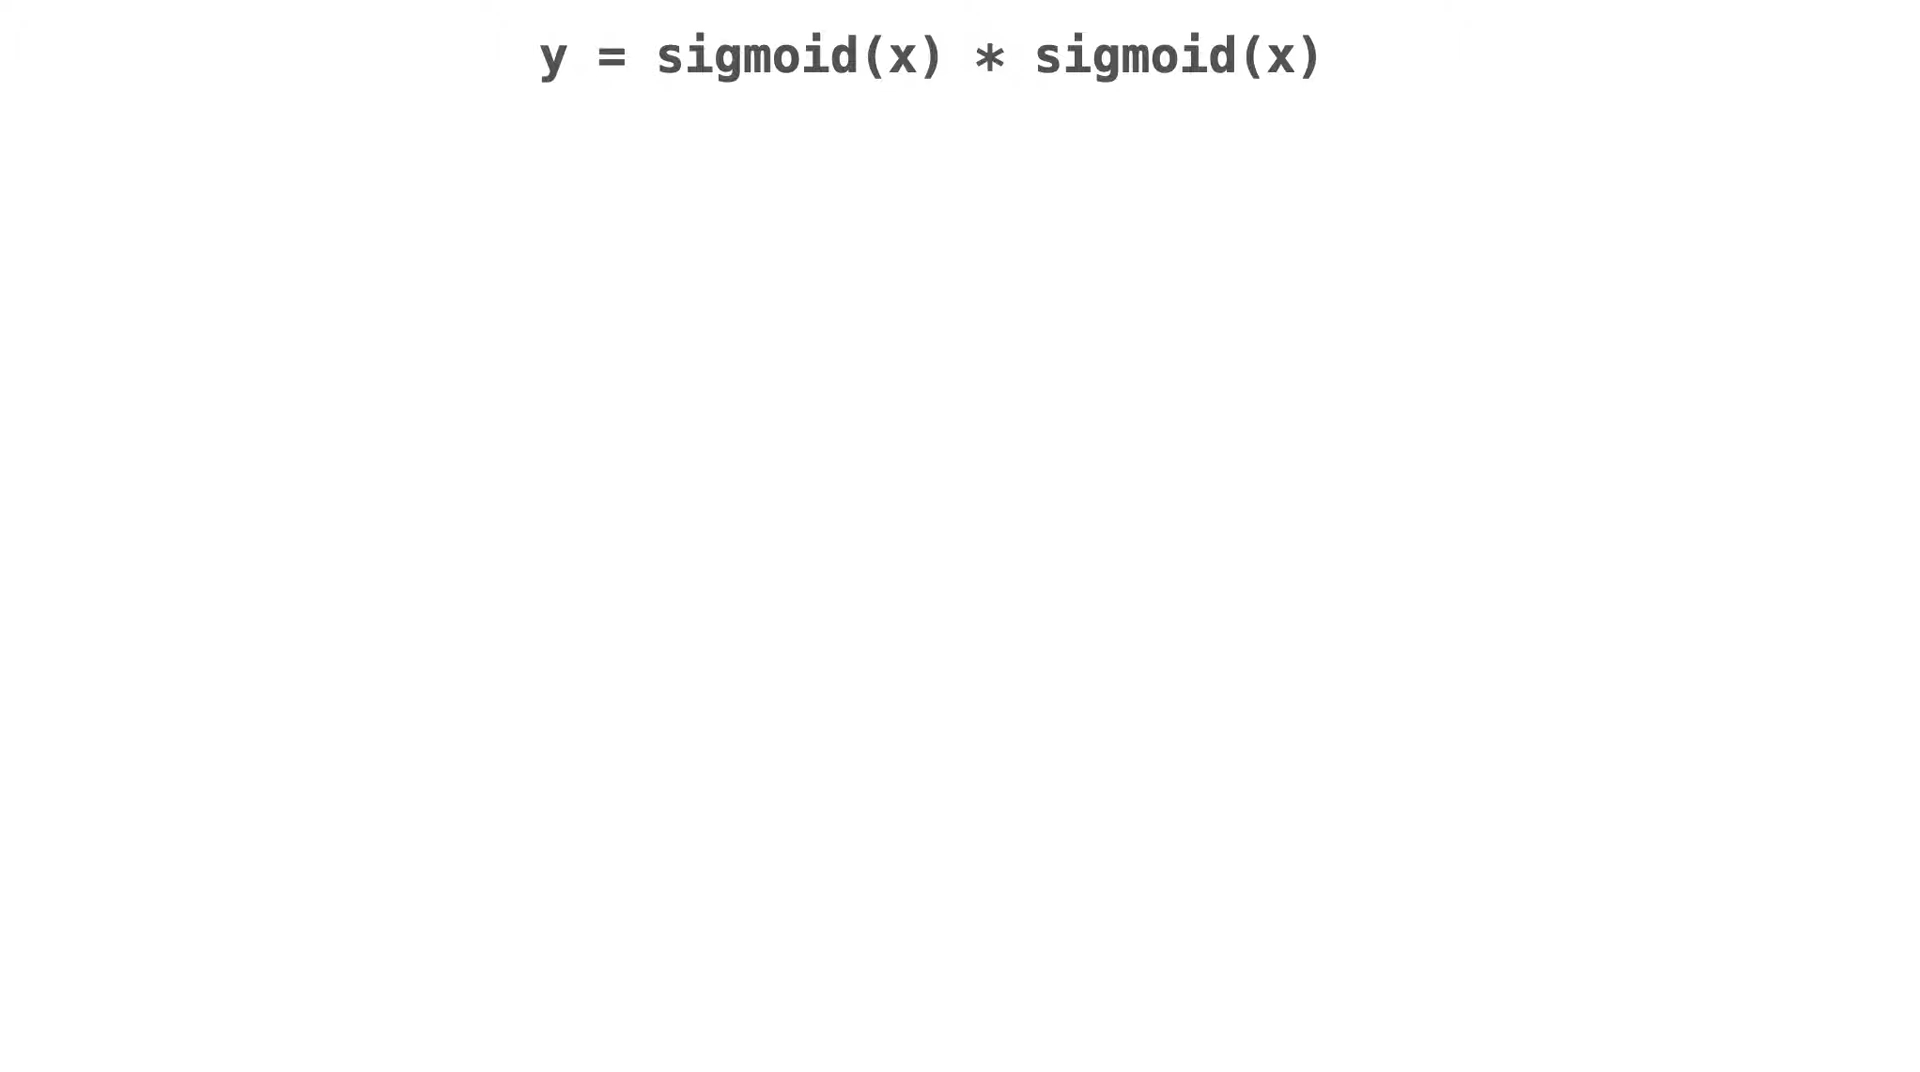 y = sigmoid(x) * sigmoid(x)